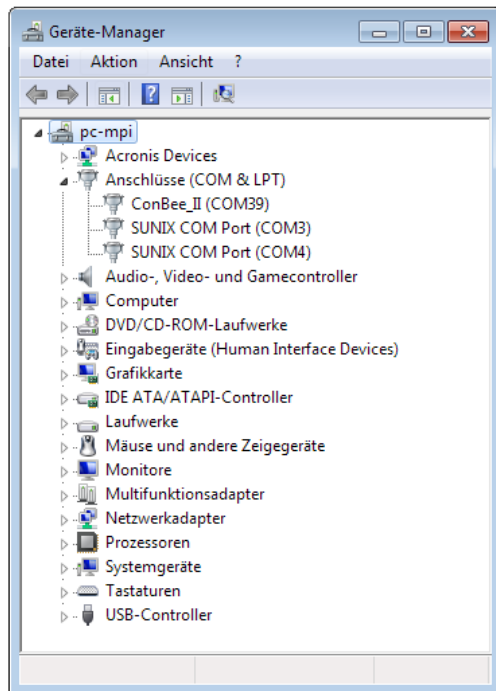 Geräte-Manager
Datei Aktion Ansicht ?
pc-mpi
Acronis Devices
Anschlüsse (COM & LPT)
ConBee_II (COM39)
SUNIX COM Port (COM3)
SUNIX COM Port (COM4)
Audio-, Video- und Gamecontroller
Computer
DVD/CD-ROM-Laufwerke
Eingabegeräte (Human Interface Devices)
Grafikkarte
IDE ATA/ATAPI-Controller
Laufwerke
Mäuse und andere Zeigegeräte
Monitore
Multifunktionsadapter
Netzwerkadapter
Prozessoren
Systemgeräte
Tastaturen
USB-Controller